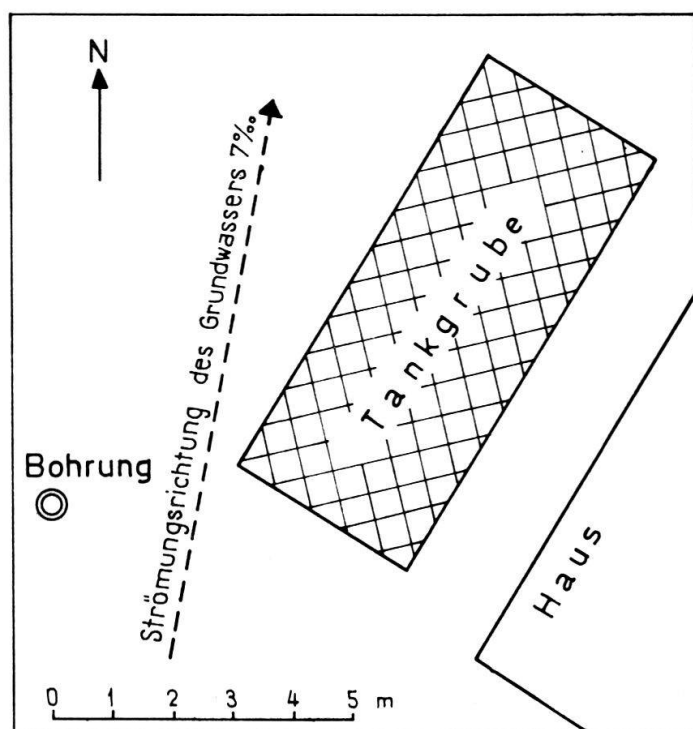 N
Strömungsrichtung des Grundwassers 7‰
Tankgrube
Bohrung
Haus
0 1 2 3 4 5 m